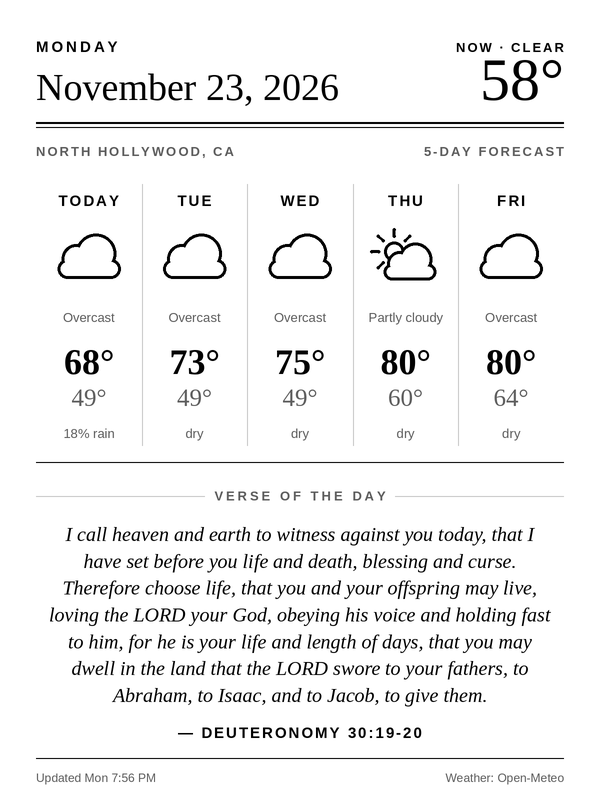 MONDAY
NOW · CLEAR
November 23, 2026
58°
NORTH HOLLYWOOD, CA
5-DAY FORECAST
TODAY
Overcast
68°
49°
18% rain
TUE
Overcast
73°
49°
dry
WED
Overcast
75°
49°
dry
THU
Partly cloudy
80°
60°
dry
FRI
Overcast
80°
64°
dry
VERSE OF THE DAY
I call heaven and earth to witness against you today, that I
have set before you life and death, blessing and curse.
Therefore choose life, that you and your offspring may live,
loving the LORD your God, obeying his voice and holding fast
to him, for he is your life and length of days, that you may
dwell in the land that the LORD swore to your fathers, to
Abraham, to Isaac, and to Jacob, to give them.
— DEUTERONOMY 30:19-20
Updated Mon 7:56 PM
Weather: Open-Meteo